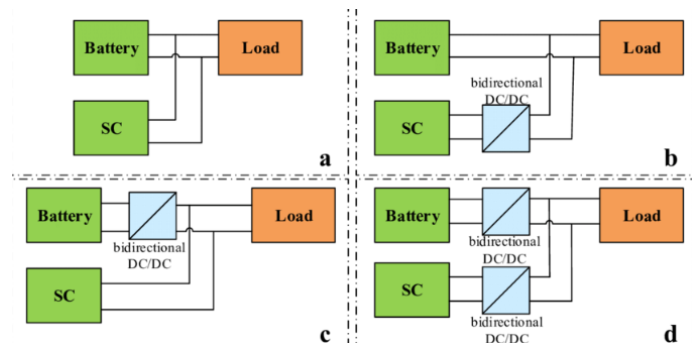 Battery
Load
SC
a
Battery
Load
bidirectional
DC/DC
SC
b
Battery
Load
bidirectional
DC/DC
SC
c
Battery
Load
bidirectional
DC/DC
SC
bidirectional
DC/DC
d